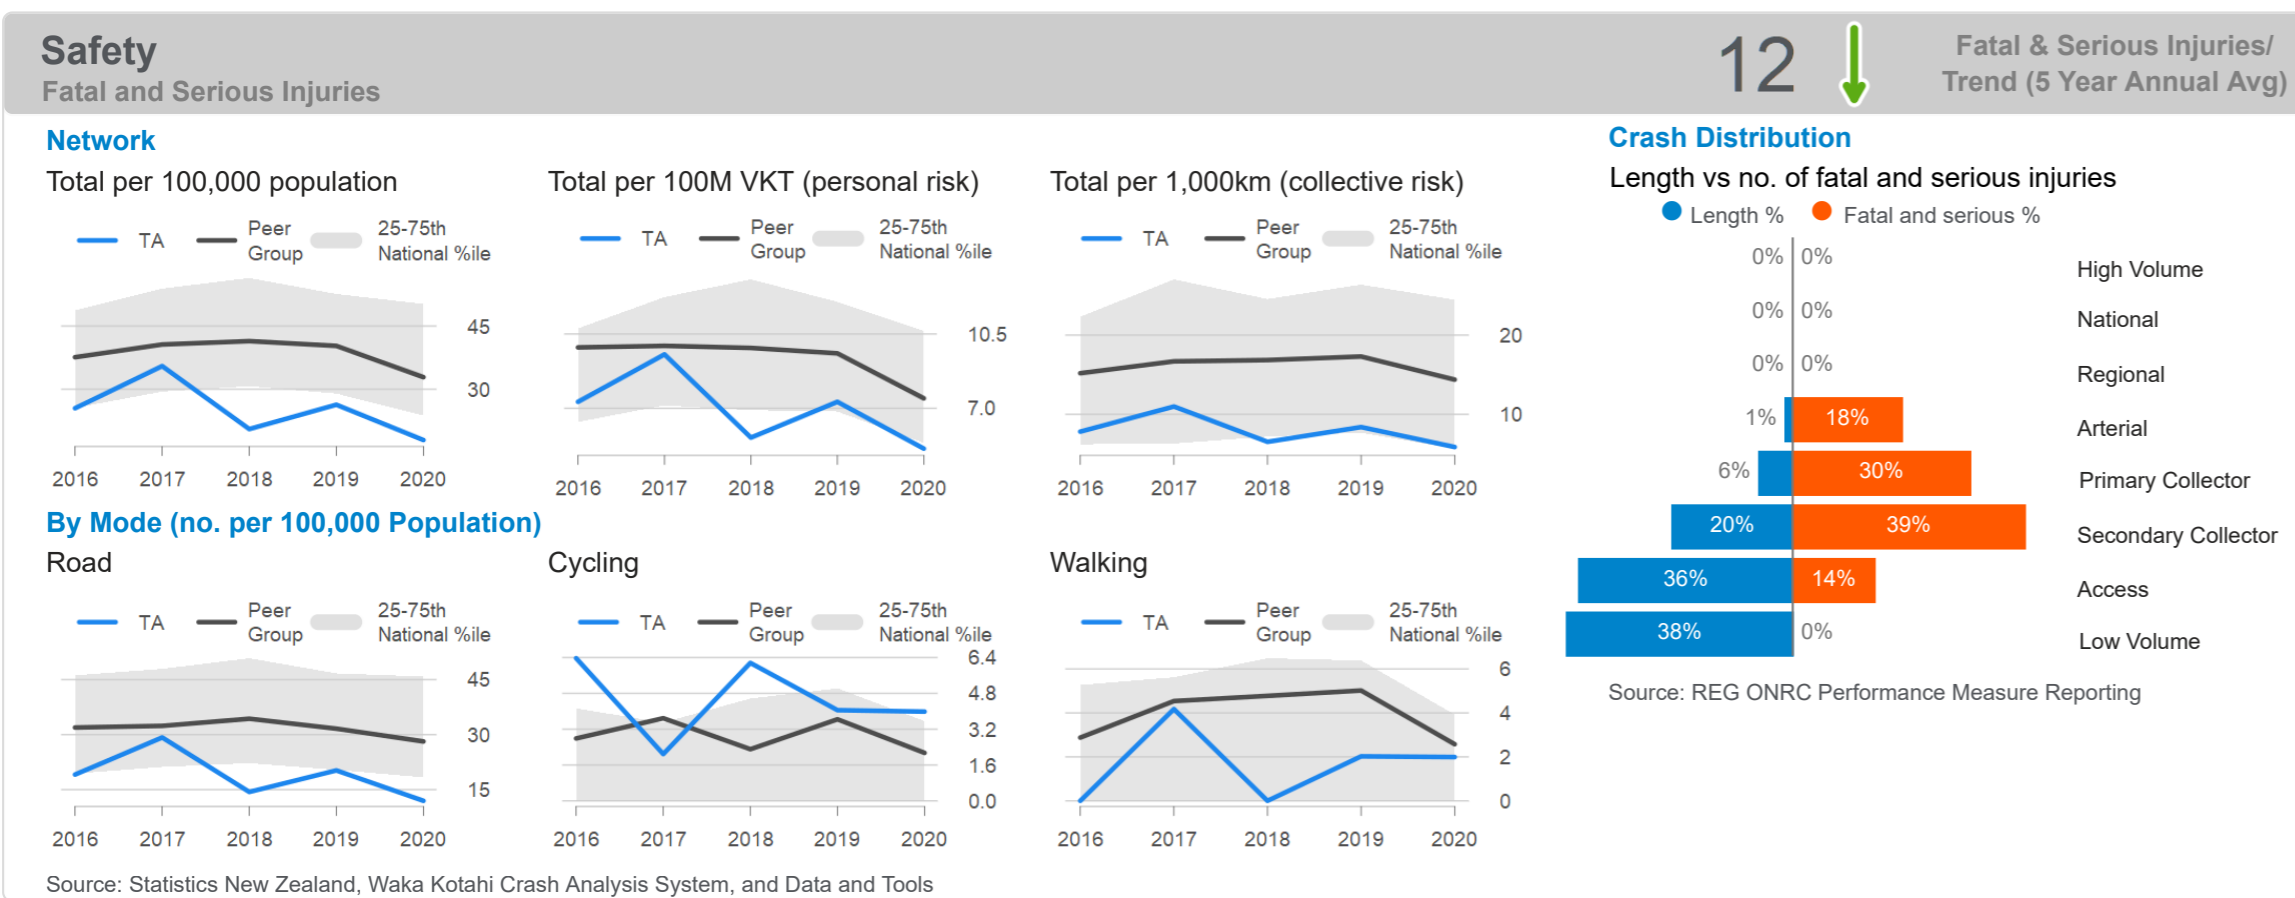 Safety
Fatal and Serious Injuries
12
Fatal & Serious Injuries/
Trend (5 Year Annual Avg)
Network
Total per 100,000 population
TA
Peer
Group
25-75th
National %ile
45
30
2016 2017 2018 2019 2020
Total per 100M VKT (personal risk)
TA
Peer
Group
25-75th
National %ile
10.5
7.0
2016 2017 2018 2019 2020
Total per 1,000km (collective risk)
TA
Peer
Group
25-75th
National %ile
20
10
2016 2017 2018 2019 2020
By Mode (no. per 100,000 Population)
Road
TA
Peer
Group
25-75th
National %ile
45
30
15
2016 2017 2018 2019 2020
Cycling
TA
Peer
Group
25-75th
National %ile
6.4
4.8
3.2
1.6
0.0
2016 2017 2018 2019 2020
Walking
TA
Peer
Group
25-75th
National %ile
6
4
2
0
2016 2017 2018 2019 2020
Source: Statistics New Zealand, Waka Kotahi Crash Analysis System, and Data and Tools
Crash Distribution
Length vs no. of fatal and serious injuries
Length % Fatal and serious %
0% 0% High Volume
0% 0% National
0% 0% Regional
1% 18% Arterial
6% 30% Primary Collector
20% 39% Secondary Collector
36% 14% Access
38% 0% Low Volume
Source: REG ONRC Performance Measure Reporting